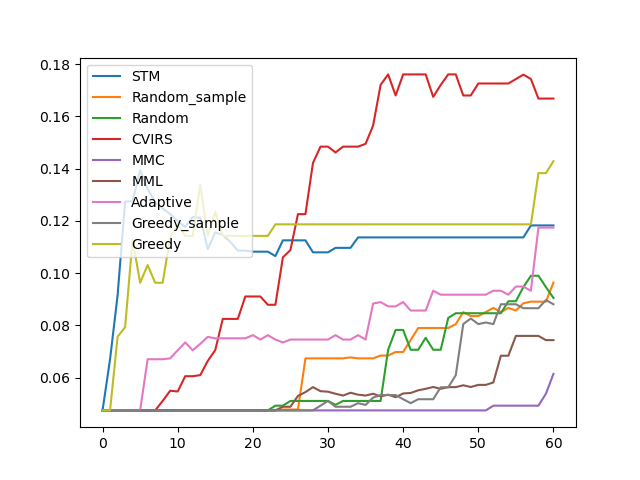 0.18
0.16
0.14
0.12
0.10
0.08
0.06
STM
Random_sample
Random
CVIRS
MMC
MML
Adaptive
Greedy_sample
Greedy
0 10 20 30 40 50 60